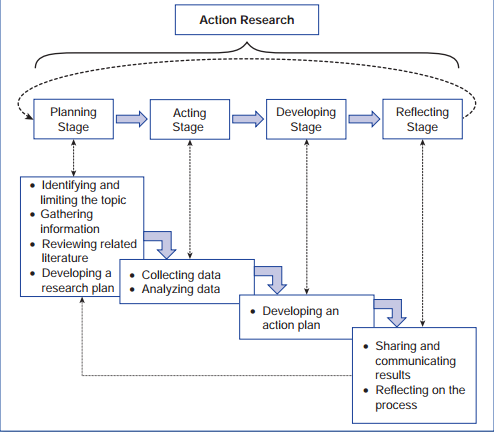 Action Research
Planning
Stage
Acting
Stage
Developing
Stage
Reflecting
Stage
• Identifying and
limiting the topic
• Gathering
information
• Reviewing related
literature
• Developing a
research plan
• Collecting data
• Analyzing data
• Developing an
action plan
• Sharing and
communicating
results
• Reflecting on the
process